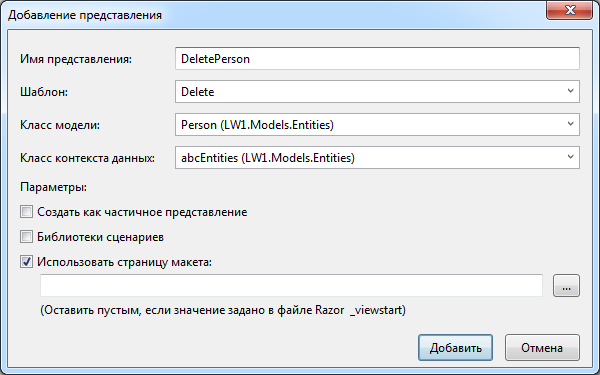 Добавление представления
Имя представления: DeletePerson
Шаблон: Delete
Класс модели: Person (LW1.Models.Entities)
Класс контекста данных: abcEntities (LW1.Models.Entities)
Параметры:
Создать как частичное представление
Библиотеки сценариев
Использовать страницу макета:
...
(Оставить пустым, если значение задано в файле Razor _viewstart)
Добавить Отмена